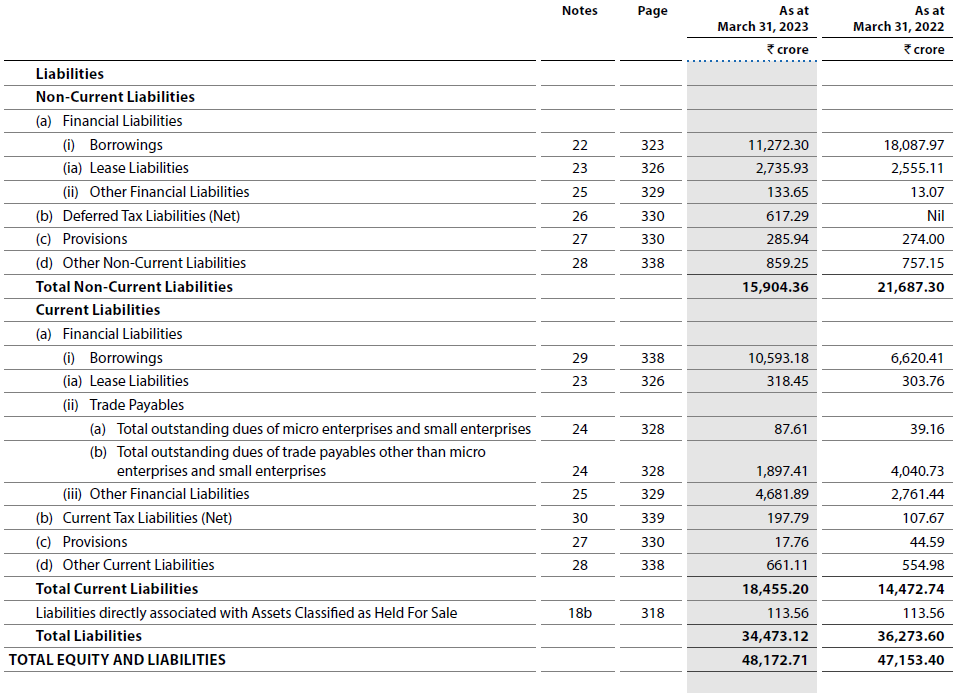 Notes Page As at March 31, 2023 As at March 31, 2022
₹ crore ₹ crore
Liabilities
Non-Current Liabilities
(a) Financial Liabilities
(i) Borrowings 22 323 11,272.30 18,087.97
(ia) Lease Liabilities 23 326 2,735.93 2,555.11
(ii) Other Financial Liabilities 25 329 133.65 13.07
(b) Deferred Tax Liabilities (Net) 26 330 617.29 Nil
(c) Provisions 27 330 285.94 274.00
(d) Other Non-Current Liabilities 28 338 859.25 757.15
Total Non-Current Liabilities 15,904.36 21,687.30
Current Liabilities
(a) Financial Liabilities
(i) Borrowings 29 338 10,593.18 6,620.41
(ia) Lease Liabilities 23 326 318.45 303.76
(ii) Trade Payables
(a) Total outstanding dues of micro enterprises and small enterprises 24 328 87.61 39.16
(b) Total outstanding dues of trade payables other than micro
enterprises and small enterprises 24 328 1,897.41 4,040.73
(iii) Other Financial Liabilities 25 329 4,681.89 2,761.44
(b) Current Tax Liabilities (Net) 30 339 197.79 107.67
(c) Provisions 27 330 17.76 44.59
(d) Other Current Liabilities 28 338 661.11 554.98
Total Current Liabilities 18,455.20 14,472.74
Liabilities directly associated with Assets Classified as Held For Sale 18b 318 113.56 113.56
Total Liabilities 34,473.12 36,273.60
TOTAL EQUITY AND LIABILITIES 48,172.71 47,153.40